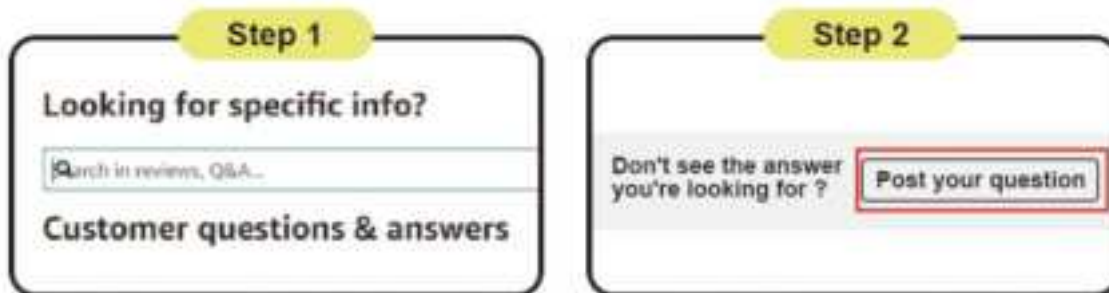 Step 1
Looking for specific info?
Search in reviews, Q&A...
Customer questions & answers
Step 2
Don't see the answer
you're looking for ?
Post your question